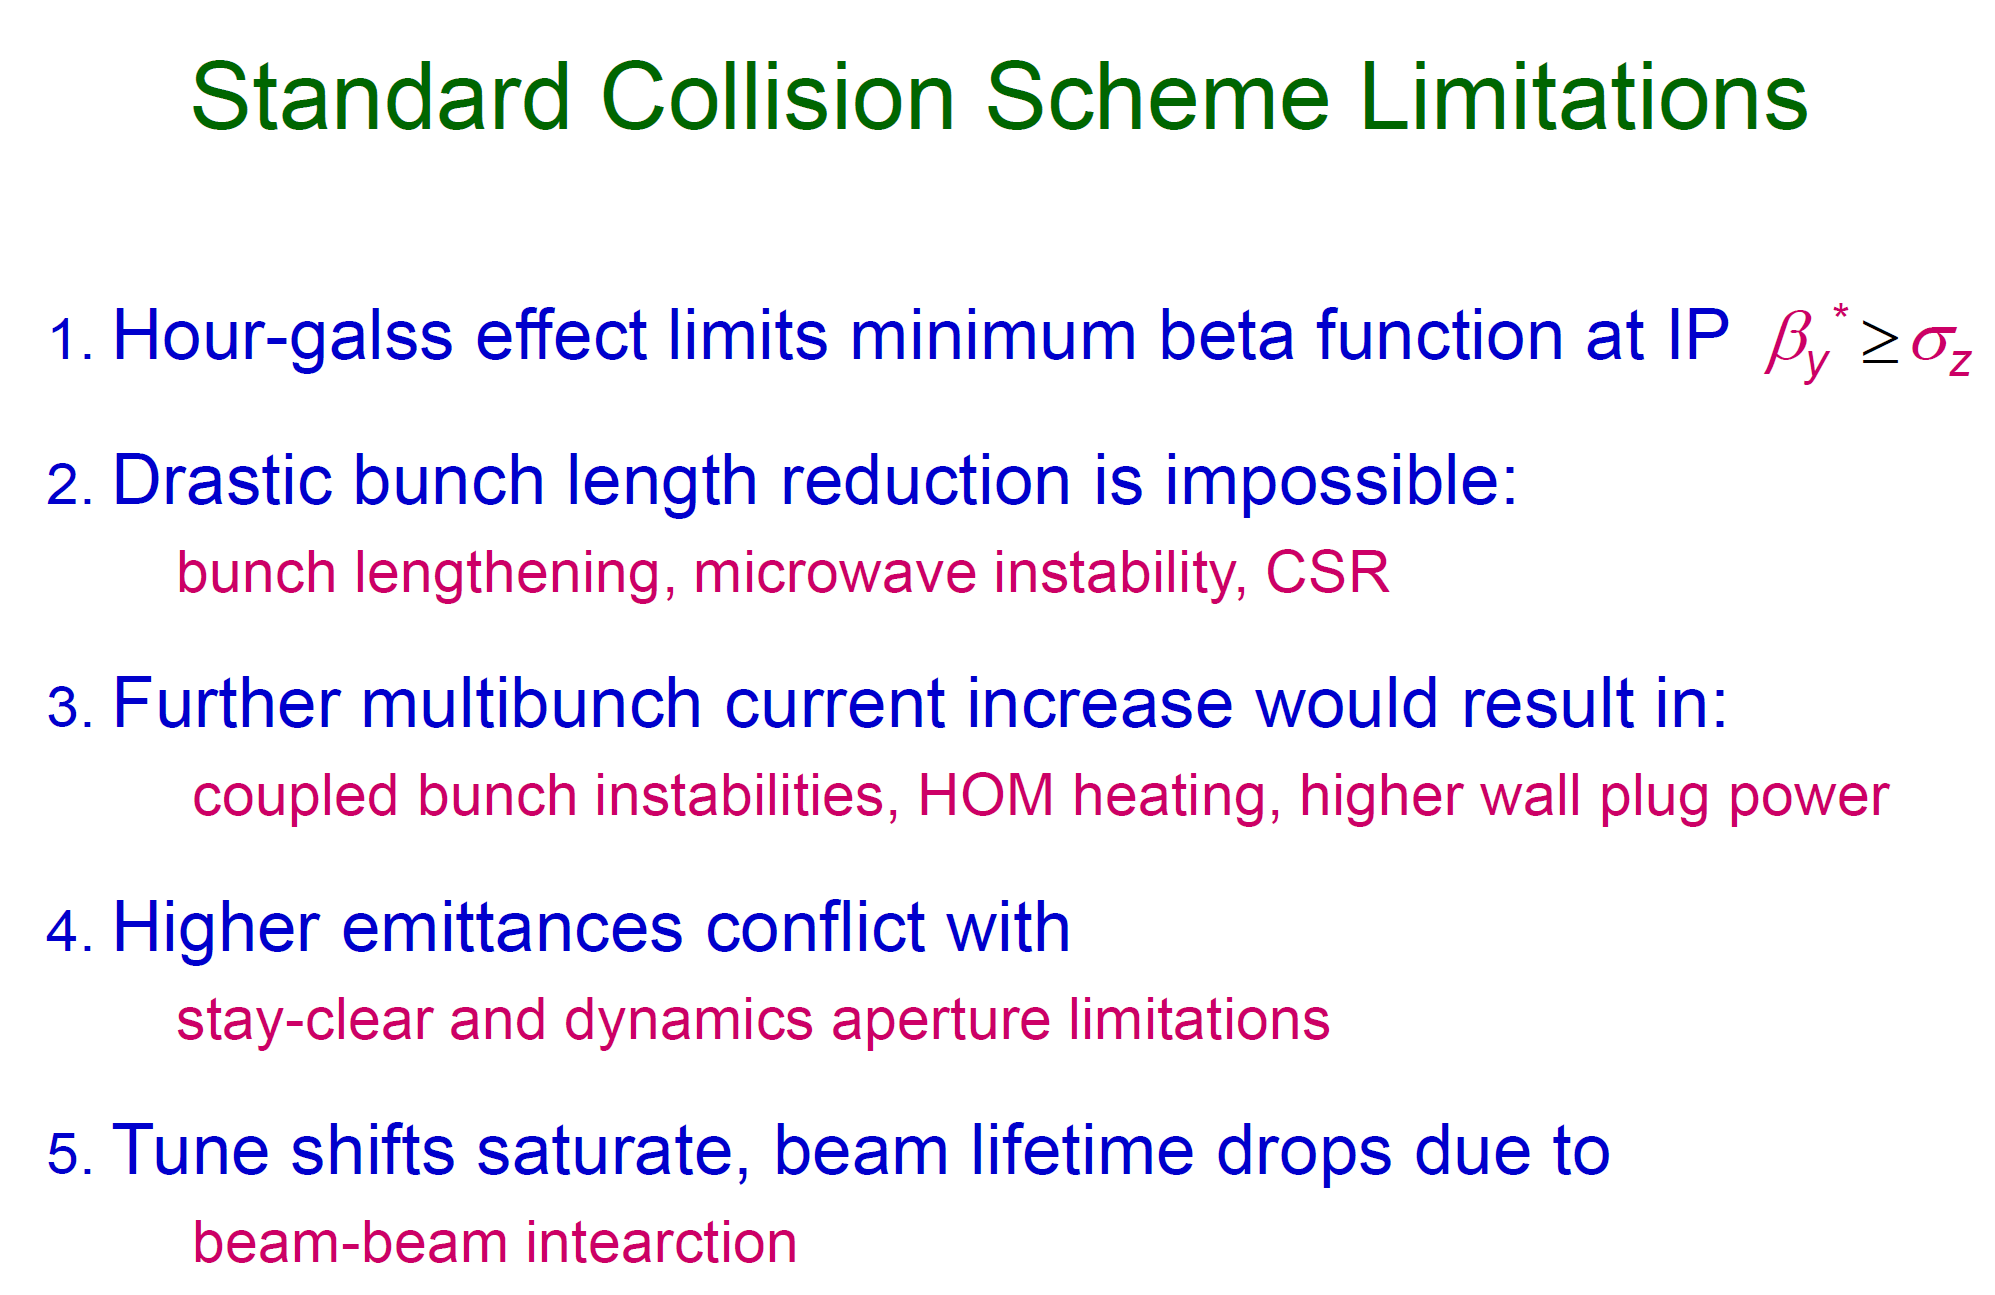 Standard Collision Scheme Limitations
1. Hour-galss effect limits minimum beta function at IP βy* ≥ σz
2. Drastic bunch length reduction is impossible:
bunch lengthening, microwave instability, CSR
3. Further multibunch current increase would result in:
coupled bunch instabilities, HOM heating, higher wall plug power
4. Higher emittances conflict with
stay-clear and dynamics aperture limitations
5. Tune shifts saturate, beam lifetime drops due to
beam-beam intearction